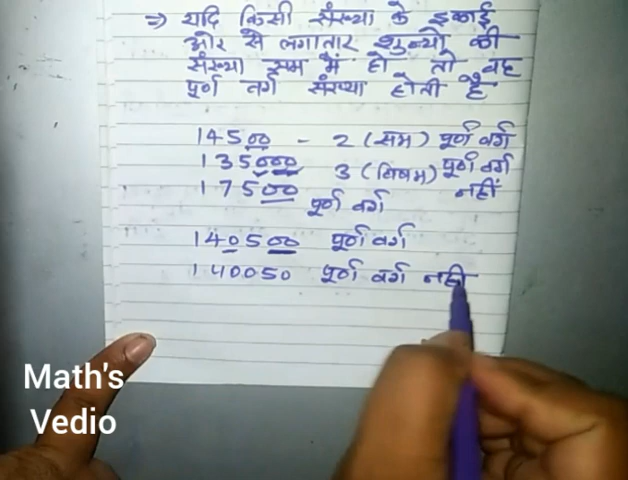 ⇒ यदि किसी संख्या के इकाई
ओर से लगातार शुन्यो की
संख्या सम में हो तो वह
पूर्ण वर्ग संख्या होती है
14500 - 2 (सम) पूर्ण वर्ग
135000 3 (विषम) पूर्ण वर्ग नहीं
17500 पूर्ण वर्ग
140500 पूर्ण वर्ग
140050 पूर्ण वर्ग नही
Math's
Vedio